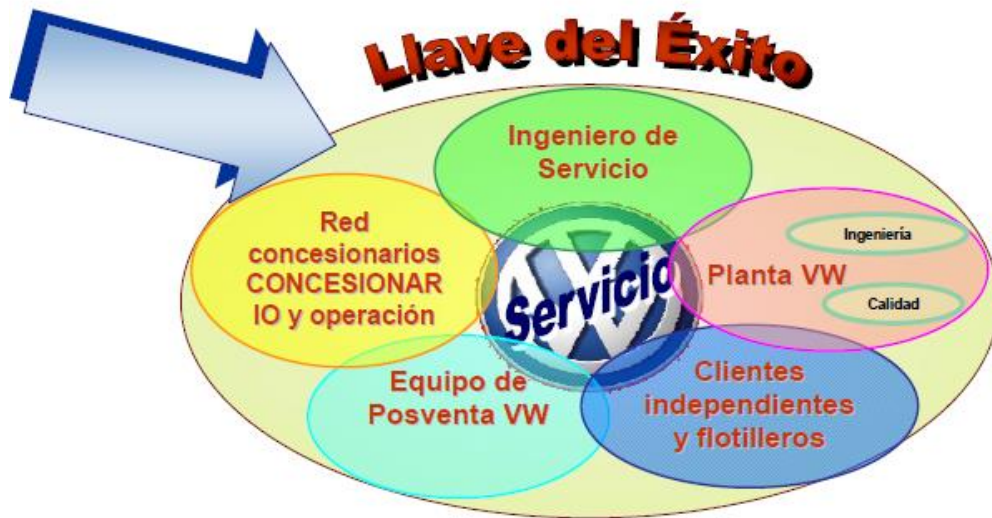 Llave del Éxito
Ingeniero de
Servicio
Red
concesionarios
CONCESIONAR
IO y operación
Servicio
Planta VW
Ingeniería
Calidad
Equipo de
Posventa VW
Clientes
independientes
y flotilleros